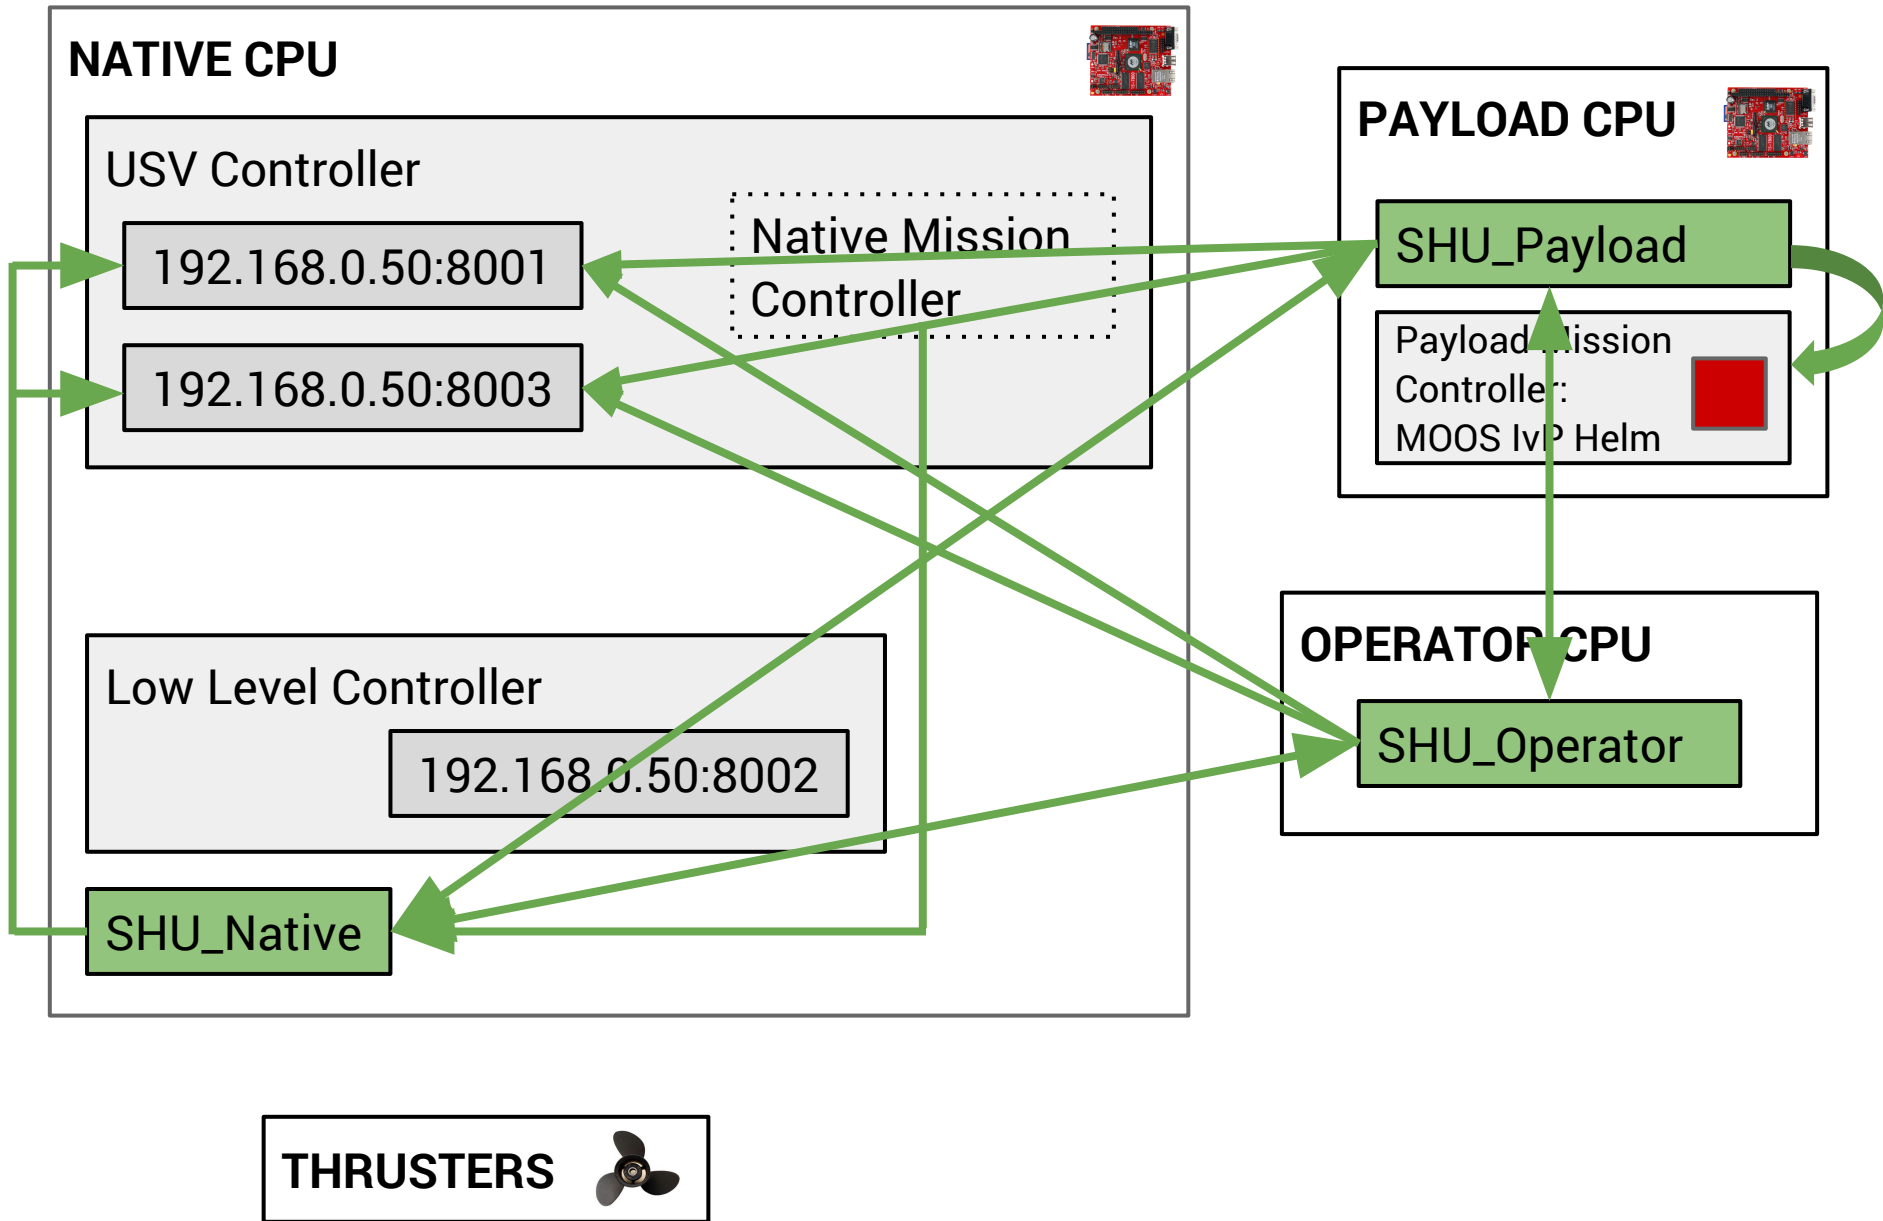 NATIVE CPU
USV Controller
192.168.0.50:8001
192.168.0.50:8003
Native Mission
Controller
Low Level Controller
192.168.0.50:8002
SHU_Native
PAYLOAD CPU
SHU_Payload
Payload Mission
Controller:
MOOS IvP Helm
OPERATOR CPU
SHU_Operator
THRUSTERS